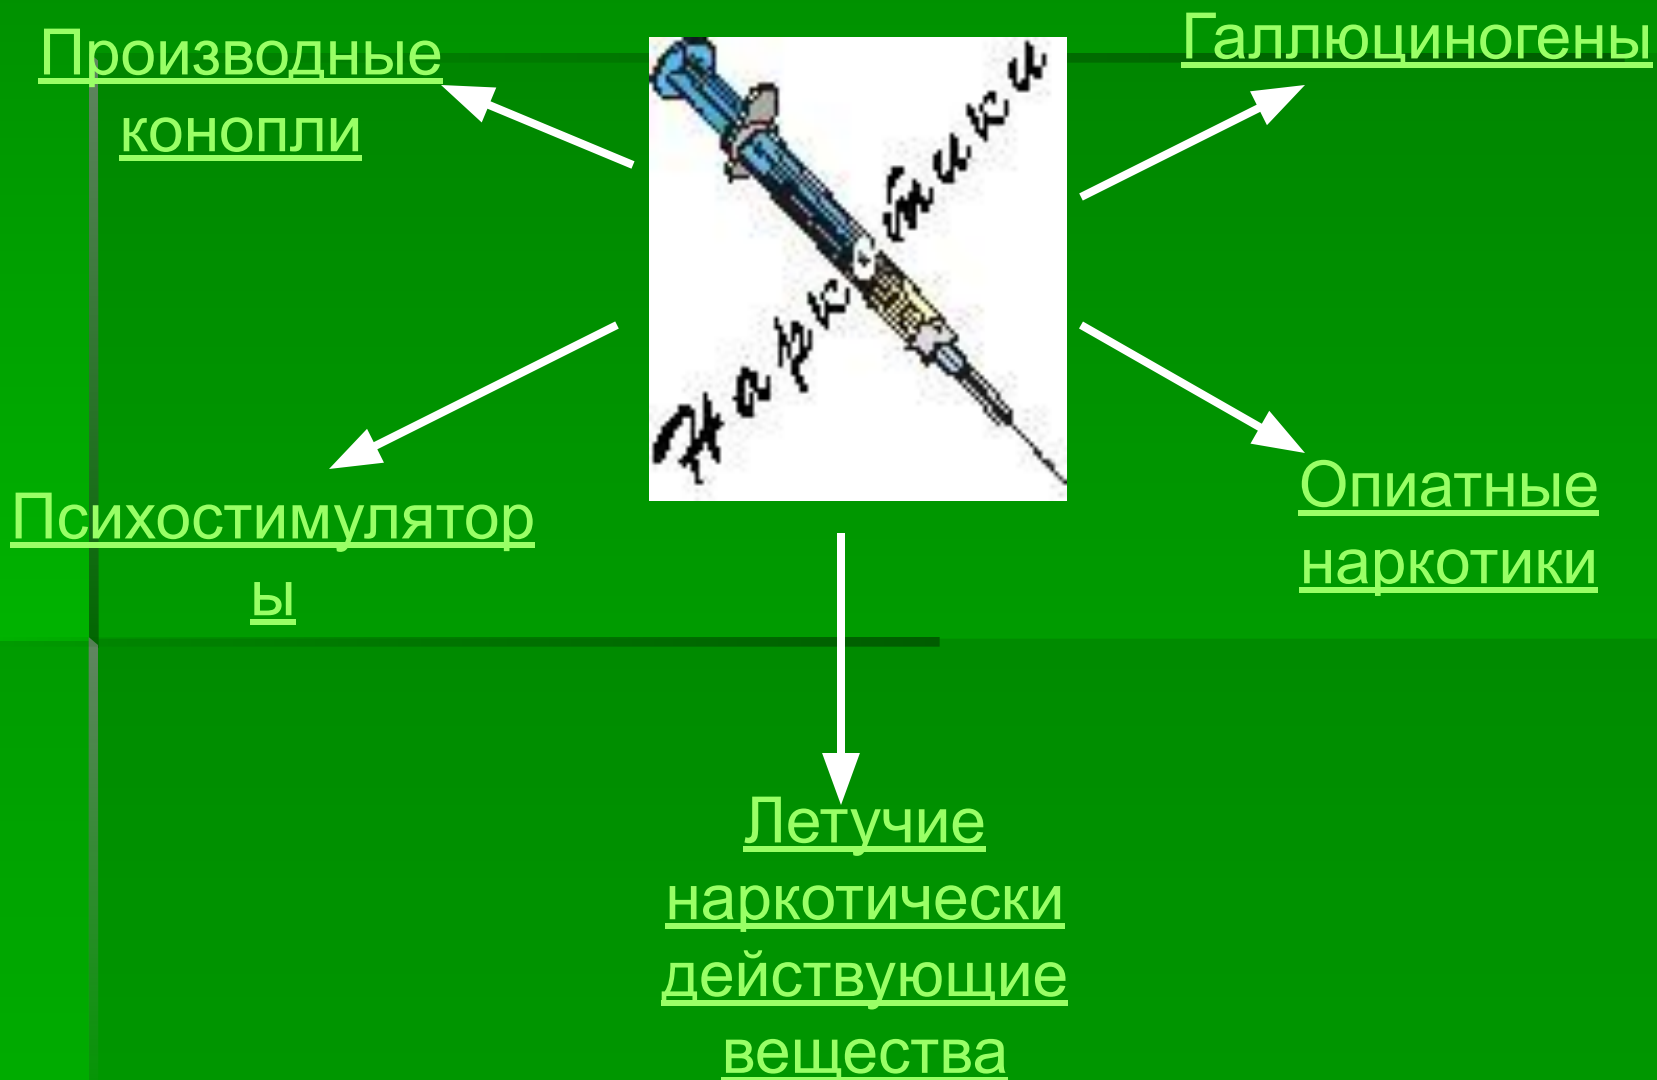 Производные
конопли
Галлюциногены
Наркотики
Психостимулятор
ы
Опиатные
наркотики
Летучие
наркотически
действующие
вещества